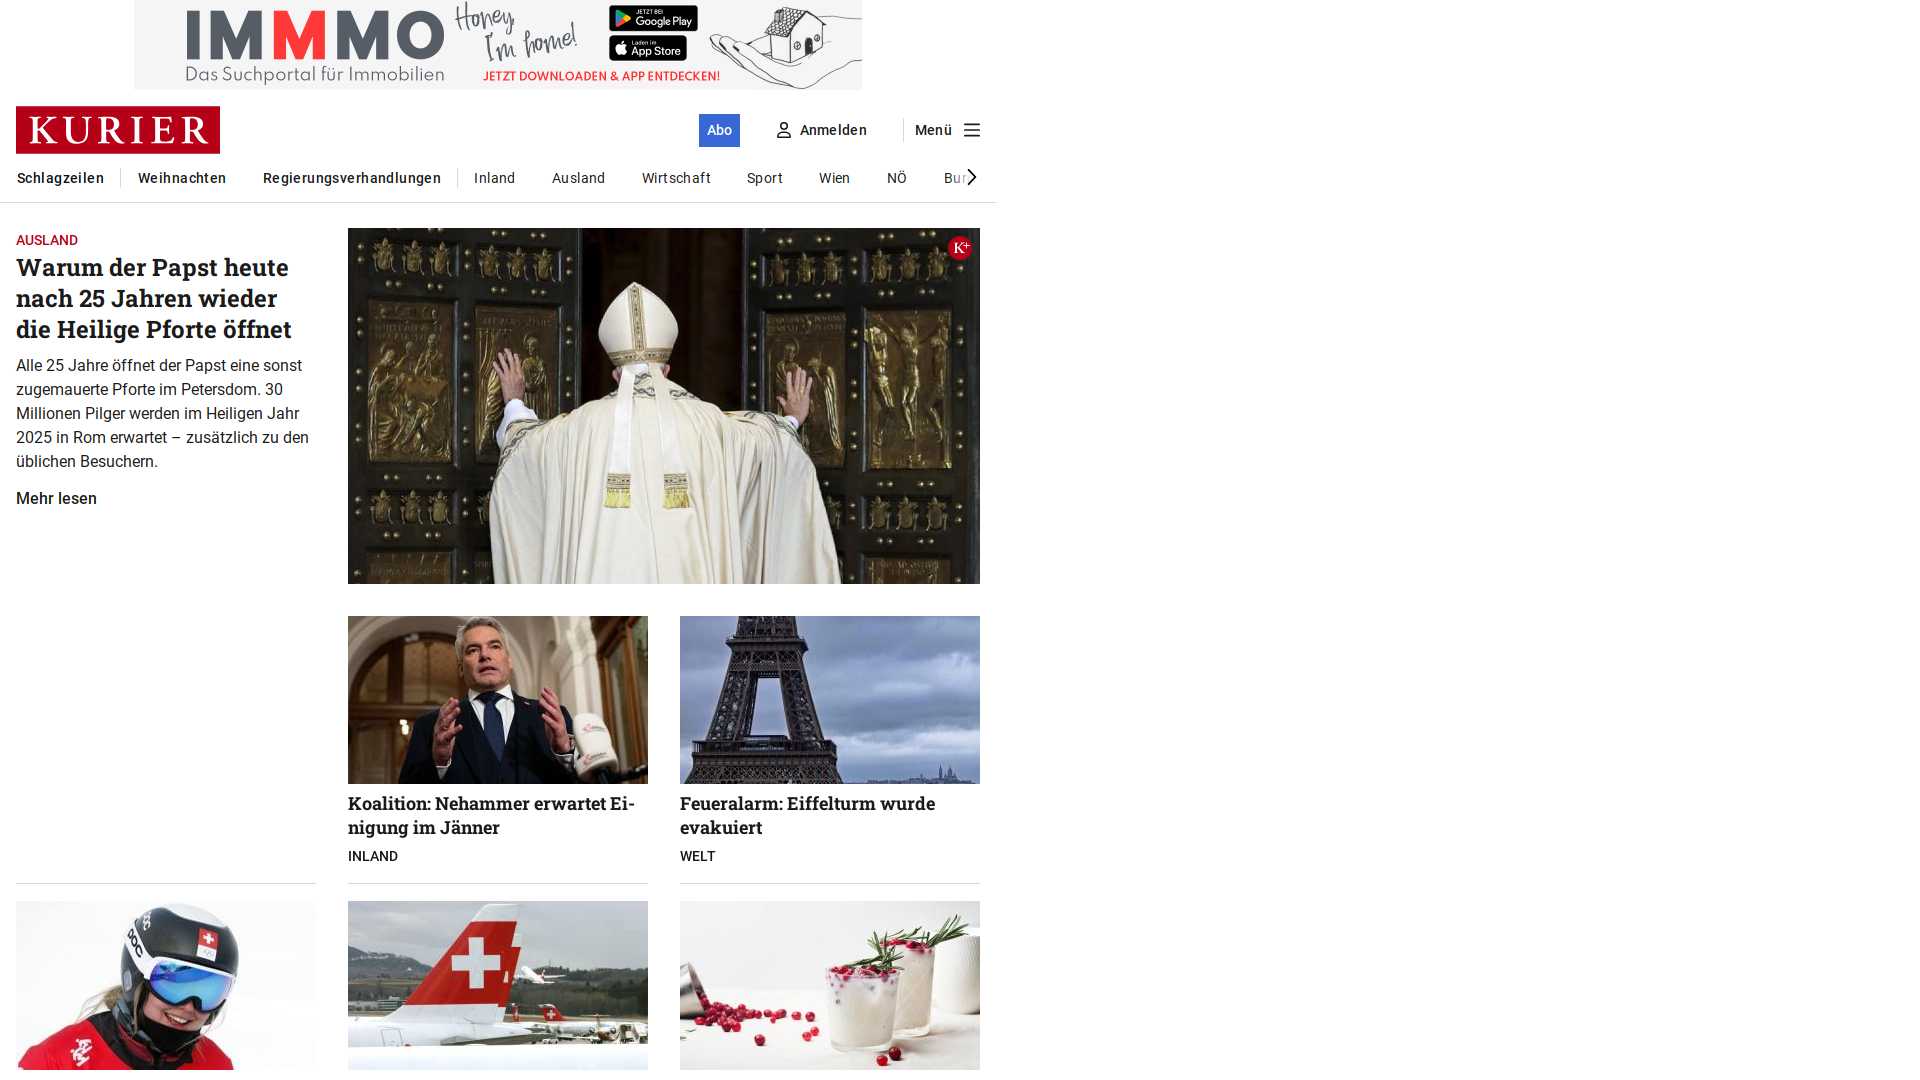 IMMMO
Das Suchportal für Immobilien
Honey, I'm home!
JETZT BEI
Google Play
Laden im
App Store
JETZT DOWNLOADEN & APP ENTDECKEN!
KURIER
Abo
Anmelden
Menü
Schlagzeilen
Weihnachten
Regierungsverhandlungen
Inland
Ausland
Wirtschaft
Sport
Wien
NÖ
Bur
AUSLAND
Warum der Papst heute
nach 25 Jahren wieder
die Heilige Pforte öffnet
Alle 25 Jahre öffnet der Papst eine sonst
zugemauerte Pforte im Petersdom. 30
Millionen Pilger werden im Heiligen Jahr
2025 in Rom erwartet – zusätzlich zu den
üblichen Besuchern.
Mehr lesen
K+
Koalition: Nehammer erwartet Ei-
nigung im Jänner
INLAND
Feueralarm: Eiffelturm wurde
evakuiert
WELT
POC